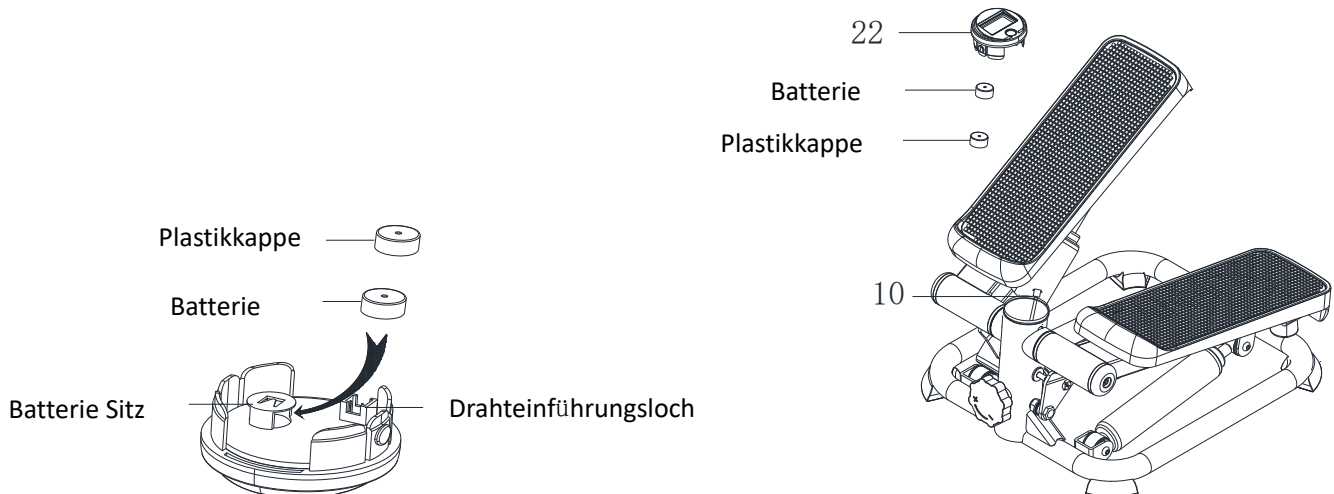 22
Batterie
Plastikkappe
10
Plastikkappe
Batterie
Batterie Sitz
Drahteinführungsloch